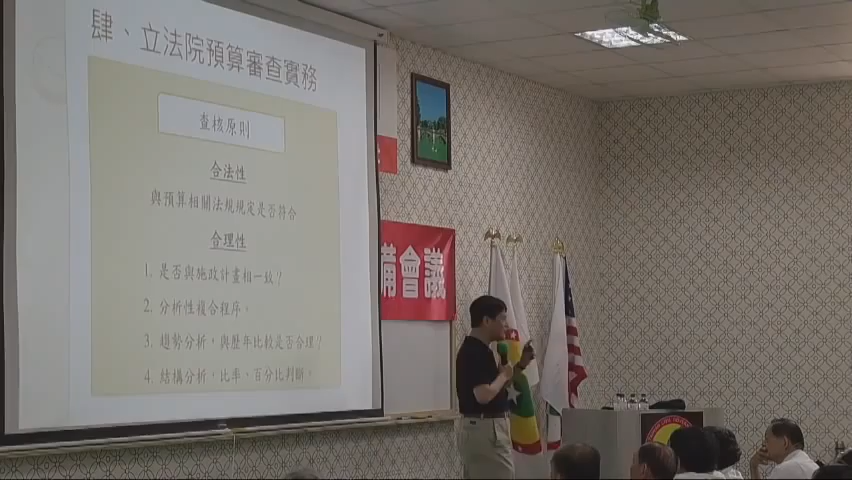 肆、立法院預算審查實務
查核原則
合法性
與預算相關法規規定是否符合
合理性
1. 是否與施政計畫相一致？
2. 分析性複合程序。
3. 趨勢分析，與歷年比較是否合理？
4. 結構分析，比率、百分比判斷。
備會議